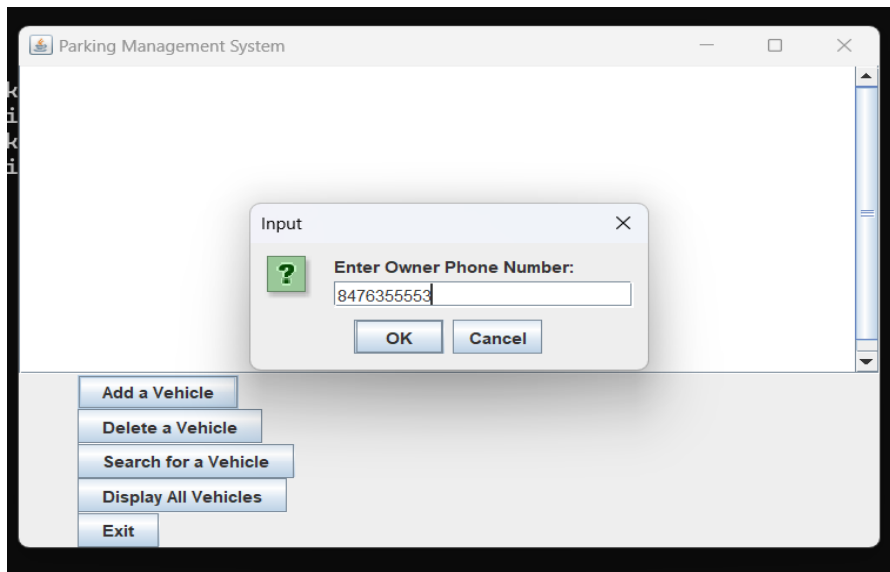 Parking Management System
k
i
k
i
Input
Enter Owner Phone Number:
8476355553
OK Cancel
Add a Vehicle
Delete a Vehicle
Search for a Vehicle
Display All Vehicles
Exit